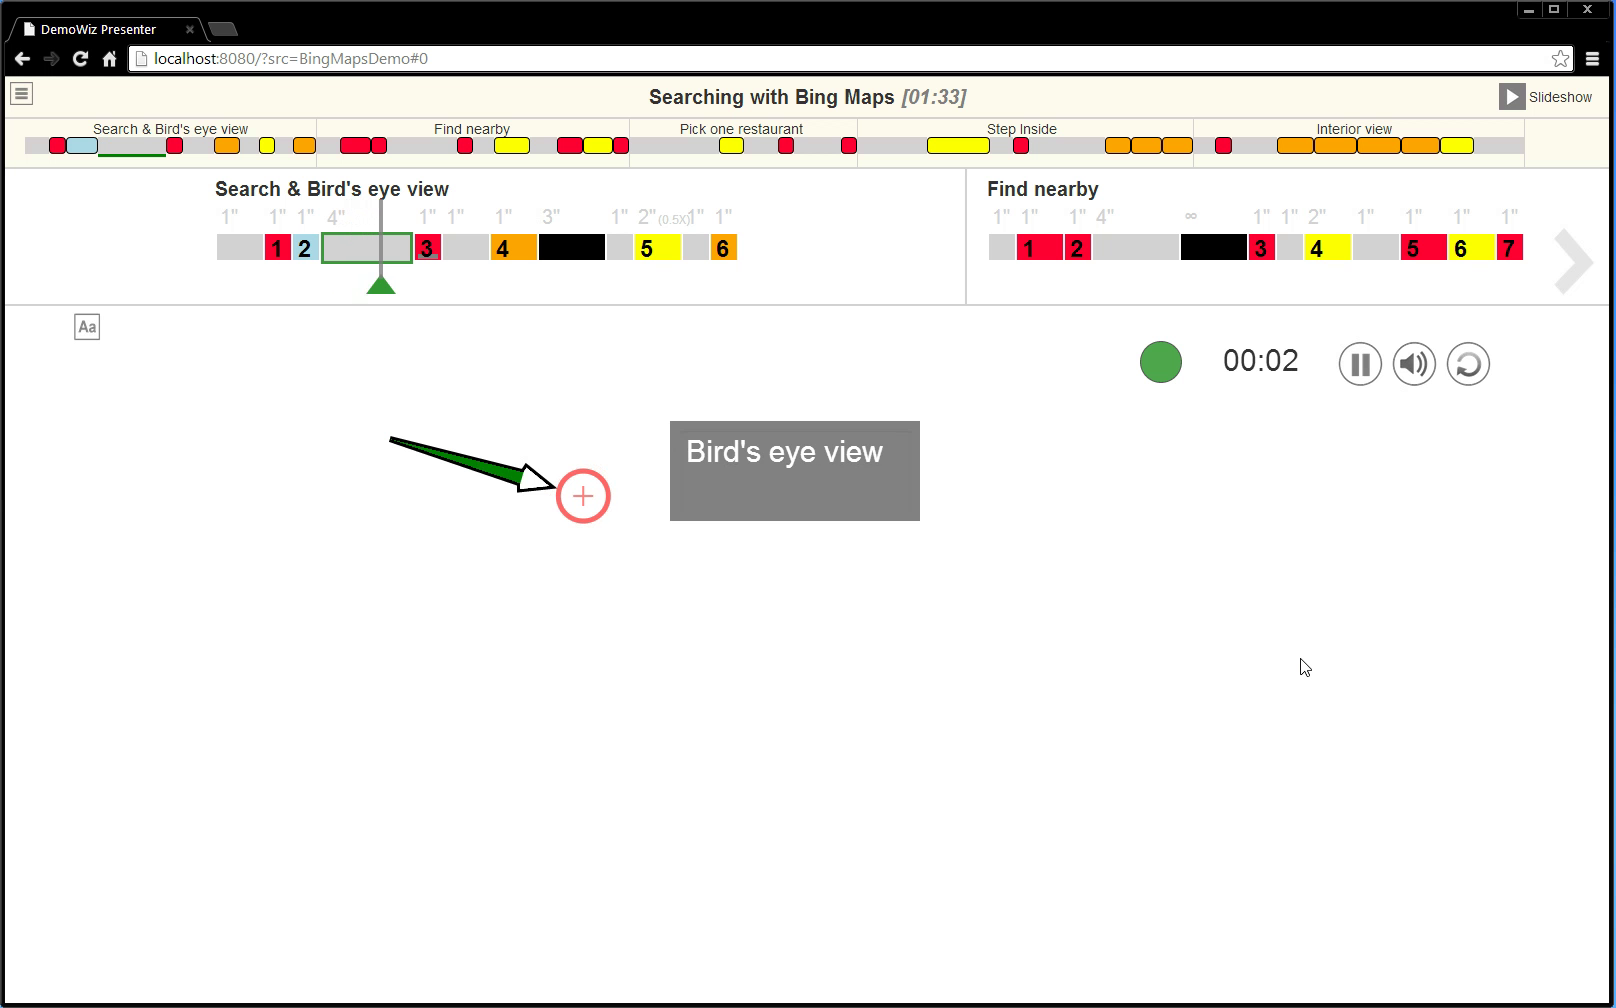 DemoWiz Presenter
localhost:8080/?src=BingMapsDemo#0
Searching with Bing Maps [01:33]
Slideshow
Search & Bird's eye view Find nearby Pick one restaurant Step Inside Interior view
Search & Bird's eye view
1" 1" 1" 4" 1" 1" 1" 3" 1" 2" (0.5X) 1" 1"
1 2 3 4 5 6
Find nearby
1" 1" 1" 4" ∞ 1" 1" 2" 1" 1" 1" 1"
1 2 3 4 5 6 7
Aa
00:02
Bird's eye view